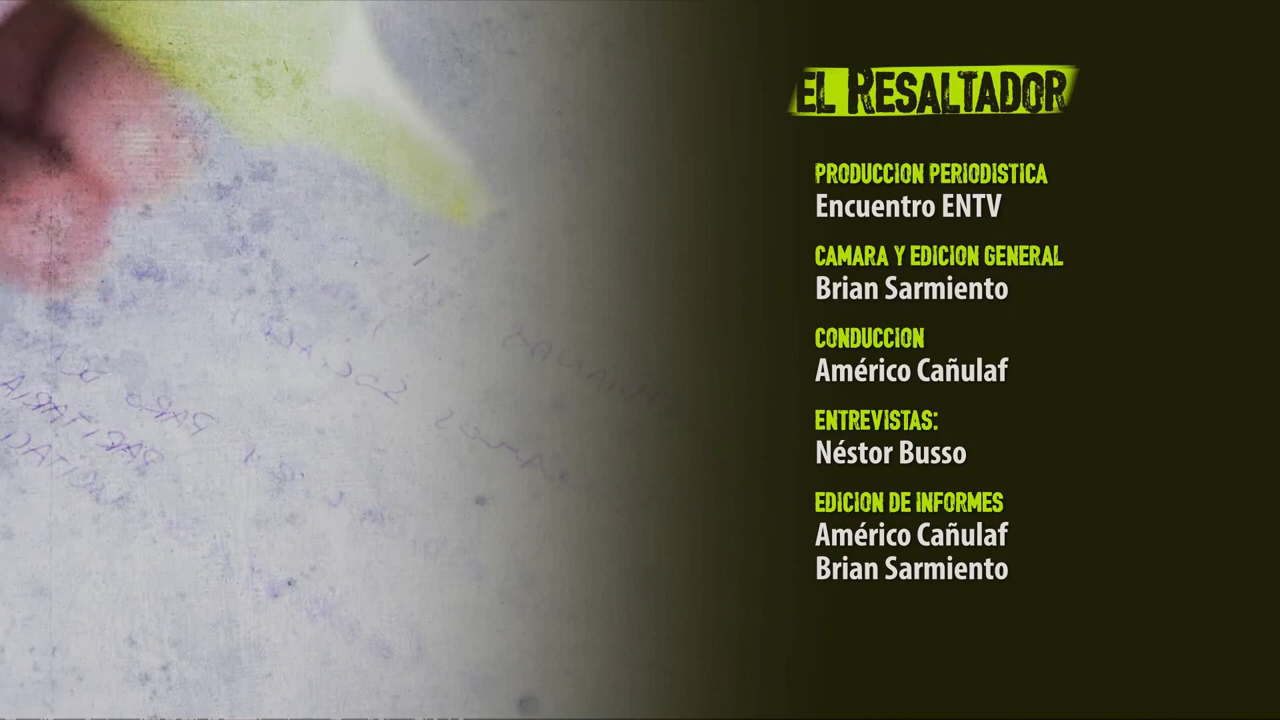 EL RESALTADOR
PRODUCCION PERIODISTICA
Encuentro ENTV
CAMARA Y EDICION GENERAL
Brian Sarmiento
CONDUCCION
Américo Cañulaf
ENTREVISTAS:
Néstor Busso
EDICION DE INFORMES
Américo Cañulaf
Brian Sarmiento